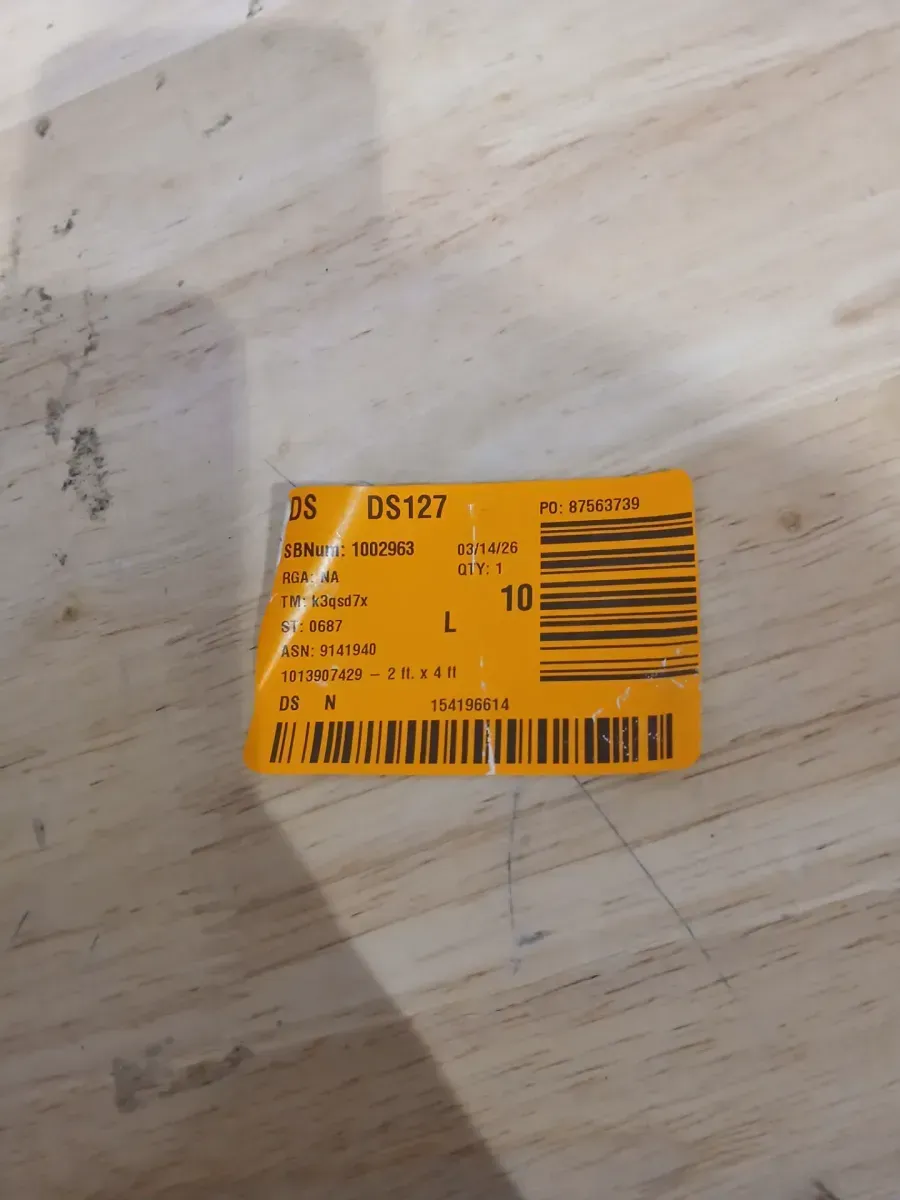 DS DS127 PO: 87563739
SBNum: 1002963 03/14/26
RGA: NA QTY: 1
TM: k3qsd7x 10
ST: 0687 L
ASN: 9141940
1013907429 – 2 ft. x 4 ft
DS N 154196614